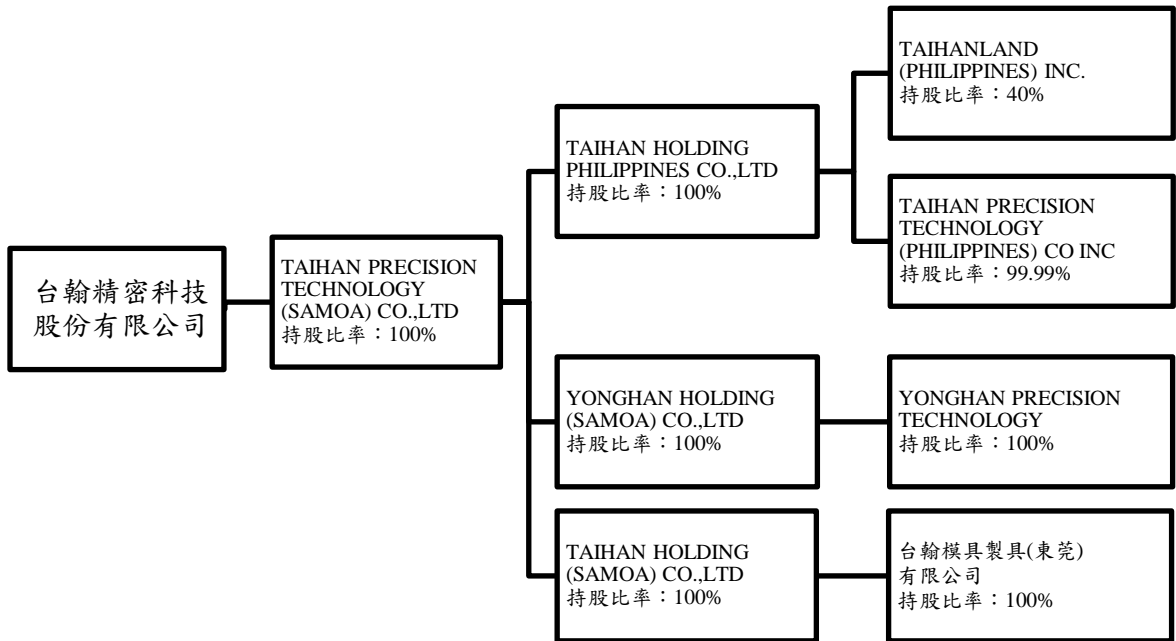 台翰精密科技
股份有限公司
TAIHAN PRECISION
TECHNOLOGY
(SAMOA) CO.,LTD
持股比率：100%
TAIHAN HOLDING
PHILIPPINES CO.,LTD
持股比率：100%
TAIHANLAND
(PHILIPPINES) INC.
持股比率：40%
TAIHAN PRECISION
TECHNOLOGY
(PHILIPPINES) CO INC
持股比率：99.99%
YONGHAN HOLDING
(SAMOA) CO.,LTD
持股比率：100%
YONGHAN PRECISION
TECHNOLOGY
持股比率：100%
TAIHAN HOLDING
(SAMOA) CO.,LTD
持股比率：100%
台翰模具製具(東莞)
有限公司
持股比率：100%